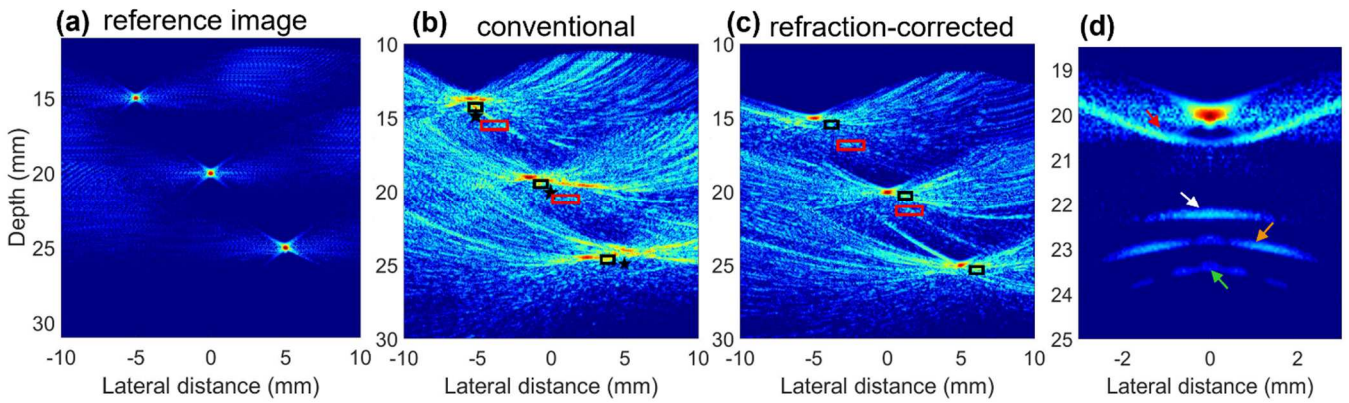 (a) reference image
(b) conventional
(c) refraction-corrected
(d)
Depth (mm)
15
20
25
30
-10 -5 0 5 10
Lateral distance (mm)
10
15
20
25
30
-10 -5 0 5 10
Lateral distance (mm)
10
15
20
25
30
-10 -5 0 5 10
Lateral distance (mm)
19
20
21
22
23
24
25
-2 0 2
Lateral distance (mm)